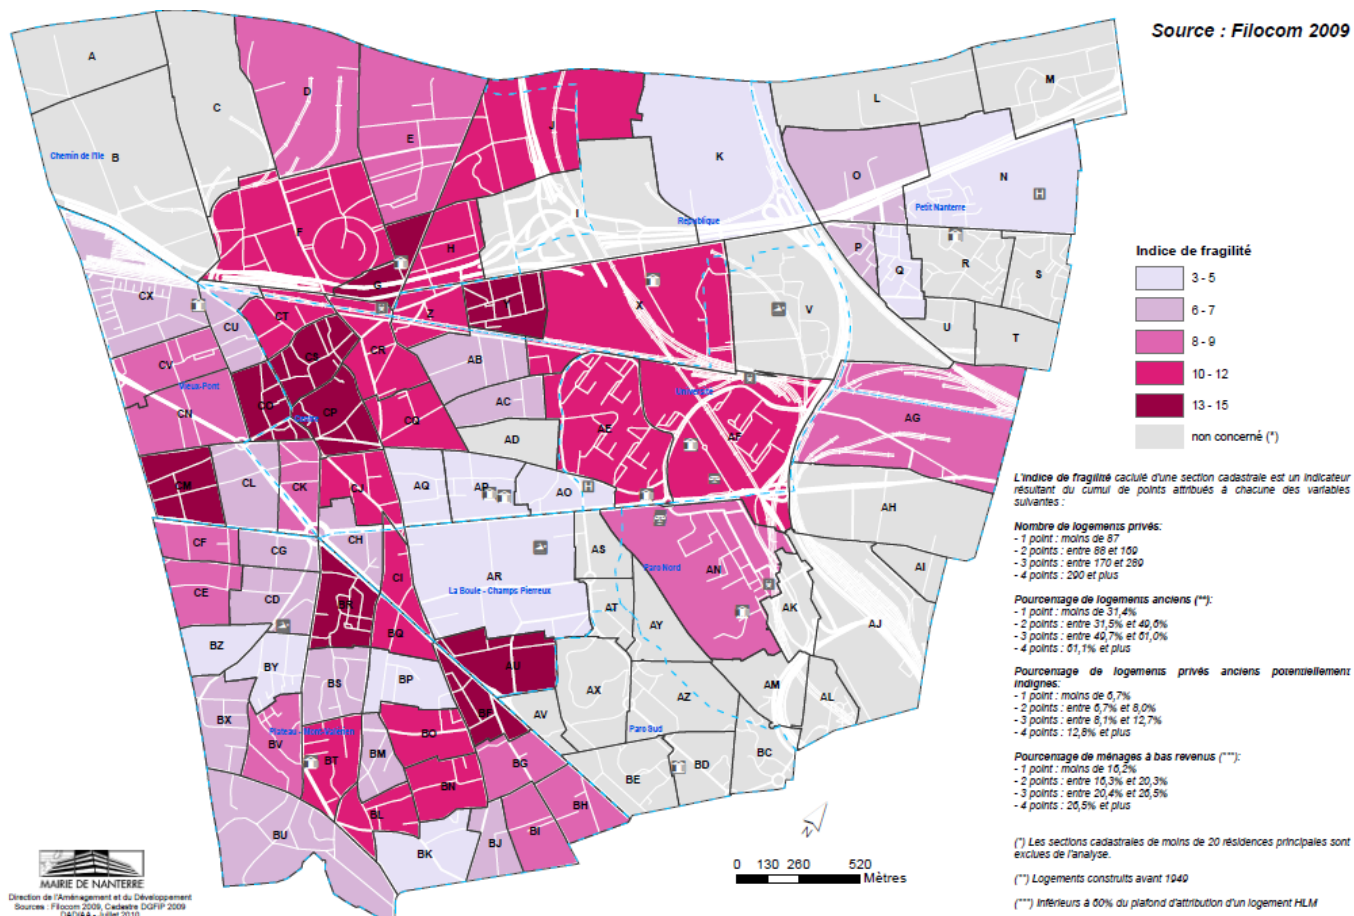 Source : Filocom 2009
A
B
C
D
E
F
G
H
I
J
K
L
M
N
O
P
Q
R
S
T
U
V
X
Y
Z
Chemin de l'Ile
République
Petit Nanterre
Université
Vieux-Pont
Centre
Parc Nord
La Boule - Champs Pierreux
Parc Sud
Plateau - Mont-Valérien
CX
CU
CT
CS
CR
CV
CN
CO
CP
CQ
AB
AC
AD
AE
AF
AG
AH
AI
AJ
CM
CL
CK
CJ
AQ
AP
AO
CF
CG
CH
CI
AR
AS
AN
AK
CE
CD
BR
BQ
AT
AY
BZ
BY
BS
BP
AU
AX
AZ
AM
AL
BX
BV
BT
BM
BO
BF
AV
BE
BD
BC
BU
BL
BN
BG
BH
BI
BJ
BK
Indice de fragilité
3 - 5
6 - 7
8 - 9
10 - 12
13 - 15
non concerné (*)
L'indice de fragilité caclulé d'une section cadastrale est un indicateur
résultant du cumul de points attribués à chacune des variables
suivantes :
Nombre de logements privés:
- 1 point : moins de 87
- 2 points : entre 88 et 169
- 3 points : entre 170 et 289
- 4 points : 290 et plus
Pourcentage de logements anciens (**):
- 1 point : moins de 31,4%
- 2 points : entre 31,5% et 49,6%
- 3 points : entre 49,7% et 61,0%
- 4 points : 61,1% et plus
Pourcentage de logements privés anciens potentiellement
indignes:
- 1 point : moins de 6,7%
- 2 points : entre 6,7% et 8,0%
- 3 points : entre 8,1% et 12,7%
- 4 points : 12,8% et plus
Pourcentage de ménages à bas revenus (***):
- 1 point : moins de 16,2%
- 2 points : entre 16,3% et 20,3%
- 3 points : entre 20,4% et 26,5%
- 4 points : 26,5% et plus
(*) Les sections cadastrales de moins de 20 résidences principales sont
exclues de l'analyse.
(**) Logements construits avant 1949
(***) Inférieurs à 60% du plafond d'attribution d'un logement HLM
N
0 130 260 520
Mètres
MAIRIE DE NANTERRE
Direction de l'Aménagement et du Développement
Sources : Filocom 2009, Cadastre DGFIP 2009
DAD/AA - Juillet 2010